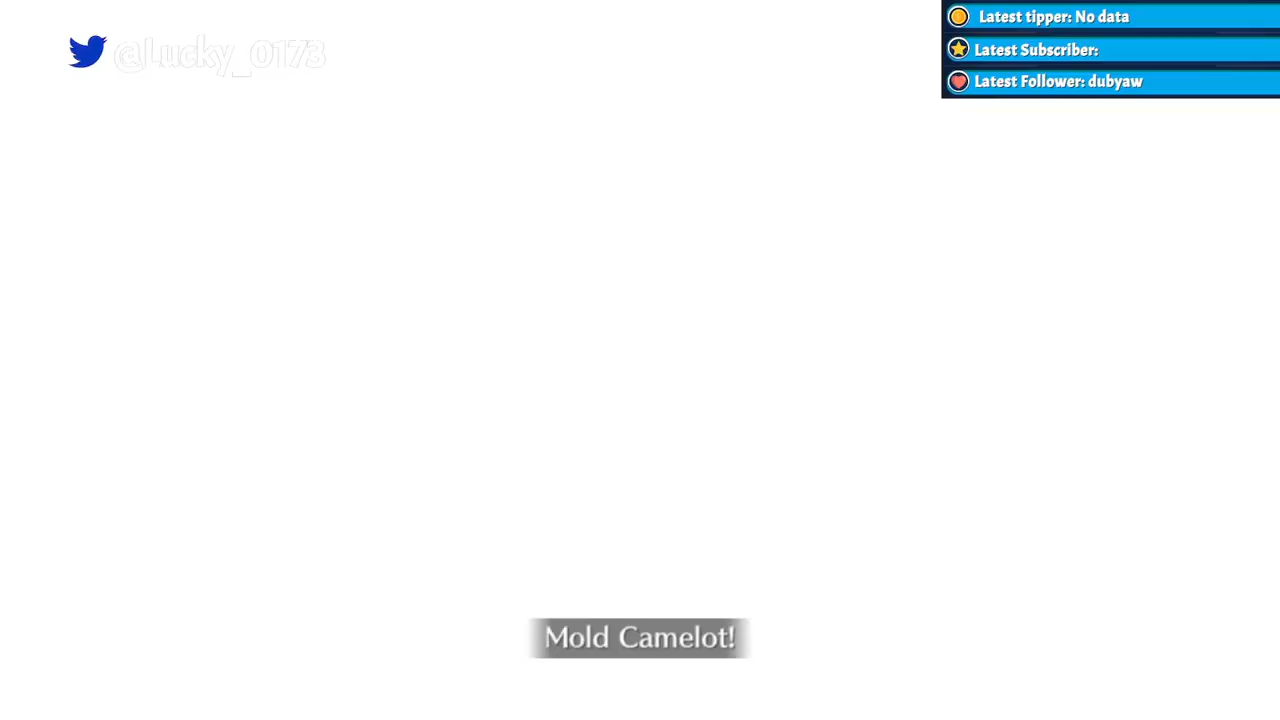 @Lucky_0173
Latest tipper: No data
Latest Subscriber:
Latest Follower: dubyaw
Mold Camelot!